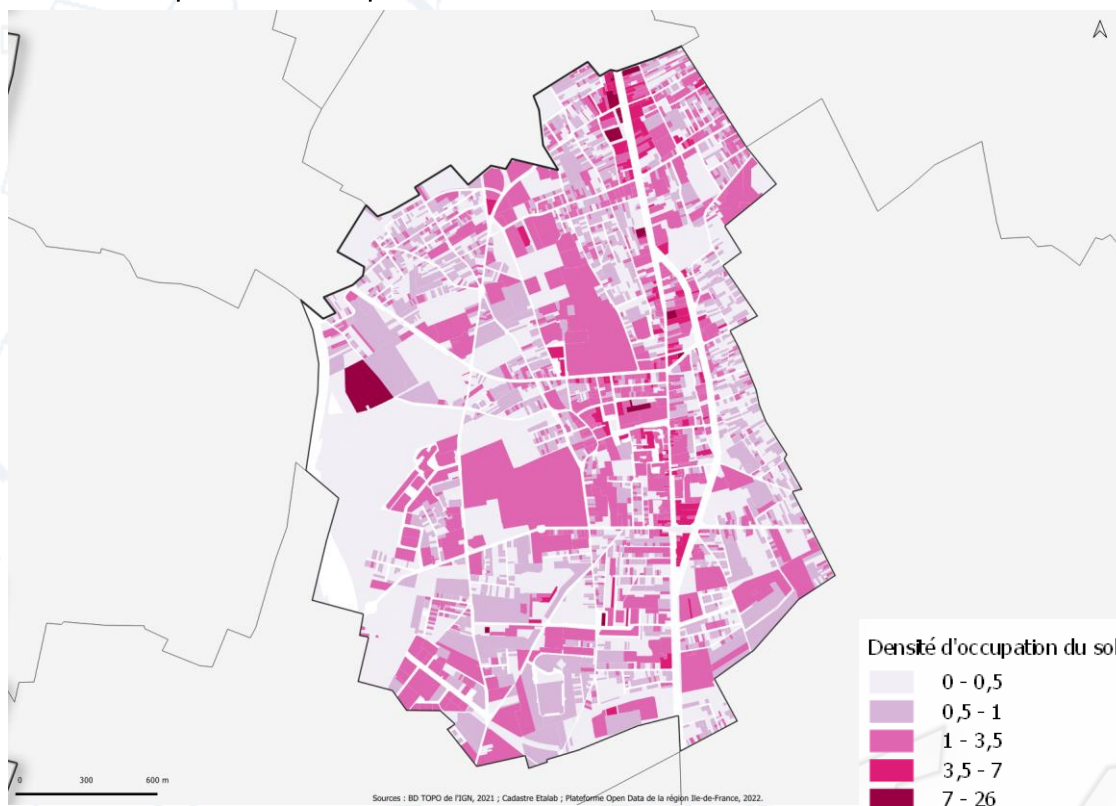 0 300 600 m
Sources : BD TOPO de l'IGN, 2021 ; Cadastre Etalab ; Plateforme Open Data de la région Ile-de-France, 2022.
Densité d'occupation du sol
0 - 0,5
0,5 - 1
1 - 3,5
3,5 - 7
7 - 26